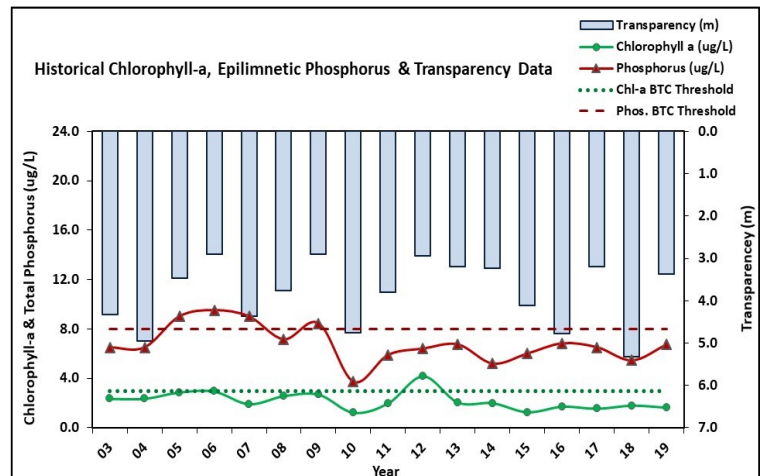 Transparency (m)
Chlorophyll a (ug/L)
Phosphorus (ug/L)
Chl-a BTC Threshold
Phos. BTC Threshold
Historical Chlorophyll-a, Epilimnetic Phosphorus & Transparency Data
24.0
20.0
16.0
12.0
8.0
4.0
0.0
Chlorophyll-a & Total Phosphorus (ug/L)
0.0
1.0
2.0
3.0
4.0
5.0
6.0
7.0
Transparencey (m)
03 04 05 06 07 08 09 10 11 12 13 14 15 16 17 18 19
Year